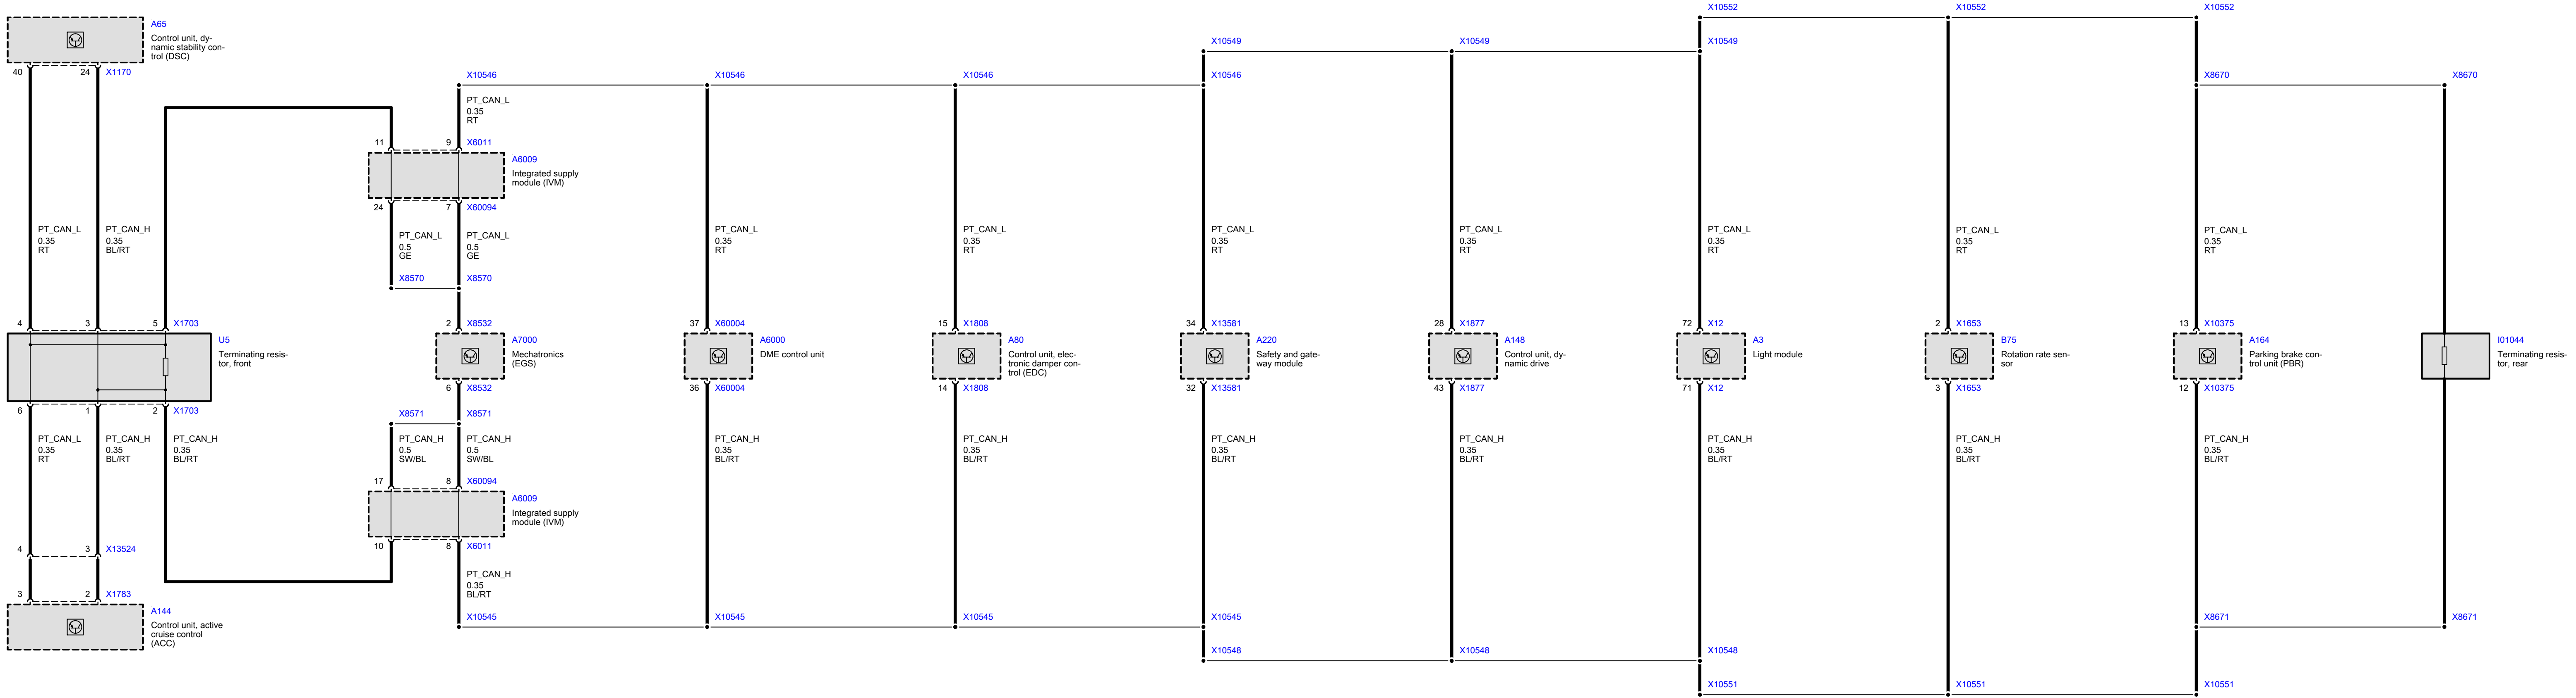 X10552
X10552
X10552
A65
Control unit, dy-
namic stability con-
trol (DSC)
X10549
X10549
X10549
40
24
X1170
X10546
X10546
X10546
X10546
X8670
X8670
PT_CAN_L
0.35
RT
11
9
X6011
A6009
Integrated supply
module (IVM)
24
7
X60094
PT_CAN_L
0.35
RT
PT_CAN_H
0.35
BL/RT
PT_CAN_L
0.5
GE
PT_CAN_L
0.5
GE
PT_CAN_L
0.35
RT
PT_CAN_L
0.35
RT
PT_CAN_L
0.35
RT
PT_CAN_L
0.35
RT
PT_CAN_L
0.35
RT
PT_CAN_L
0.35
RT
PT_CAN_L
0.35
RT
X8570
X8570
4
3
5
X1703
2
X8532
37
X60004
15
X1808
34
X13581
28
X1877
72
X12
2
X1653
13
X10375
U5
Terminating resis-
tor, front
A7000
Mechatronics
(EGS)
A6000
DME control unit
A80
Control unit, elec-
tronic damper con-
trol (EDC)
A220
Safety and gate-
way module
A148
Control unit, dy-
namic drive
A3
Light module
B75
Rotation rate sen-
sor
A164
Parking brake con-
trol unit (PBR)
I01044
Terminating resis-
tor, rear
6
X8532
36
X60004
14
X1808
32
X13581
43
X1877
71
X12
3
X1653
12
X10375
6
1
2
X1703
X8571
X8571
PT_CAN_L
0.35
RT
PT_CAN_H
0.35
BL/RT
PT_CAN_H
0.35
BL/RT
PT_CAN_H
0.5
SW/BL
PT_CAN_H
0.5
SW/BL
PT_CAN_H
0.35
BL/RT
PT_CAN_H
0.35
BL/RT
PT_CAN_H
0.35
BL/RT
PT_CAN_H
0.35
BL/RT
PT_CAN_H
0.35
BL/RT
PT_CAN_H
0.35
BL/RT
PT_CAN_H
0.35
BL/RT
17
8
X60094
A6009
Integrated supply
module (IVM)
4
3
X13524
10
8
X6011
PT_CAN_H
0.35
BL/RT
3
2
X1783
A144
Control unit, active
cruise control
(ACC)
X10545
X10545
X10545
X10545
X8671
X8671
X10548
X10548
X10548
X10551
X10551
X10551